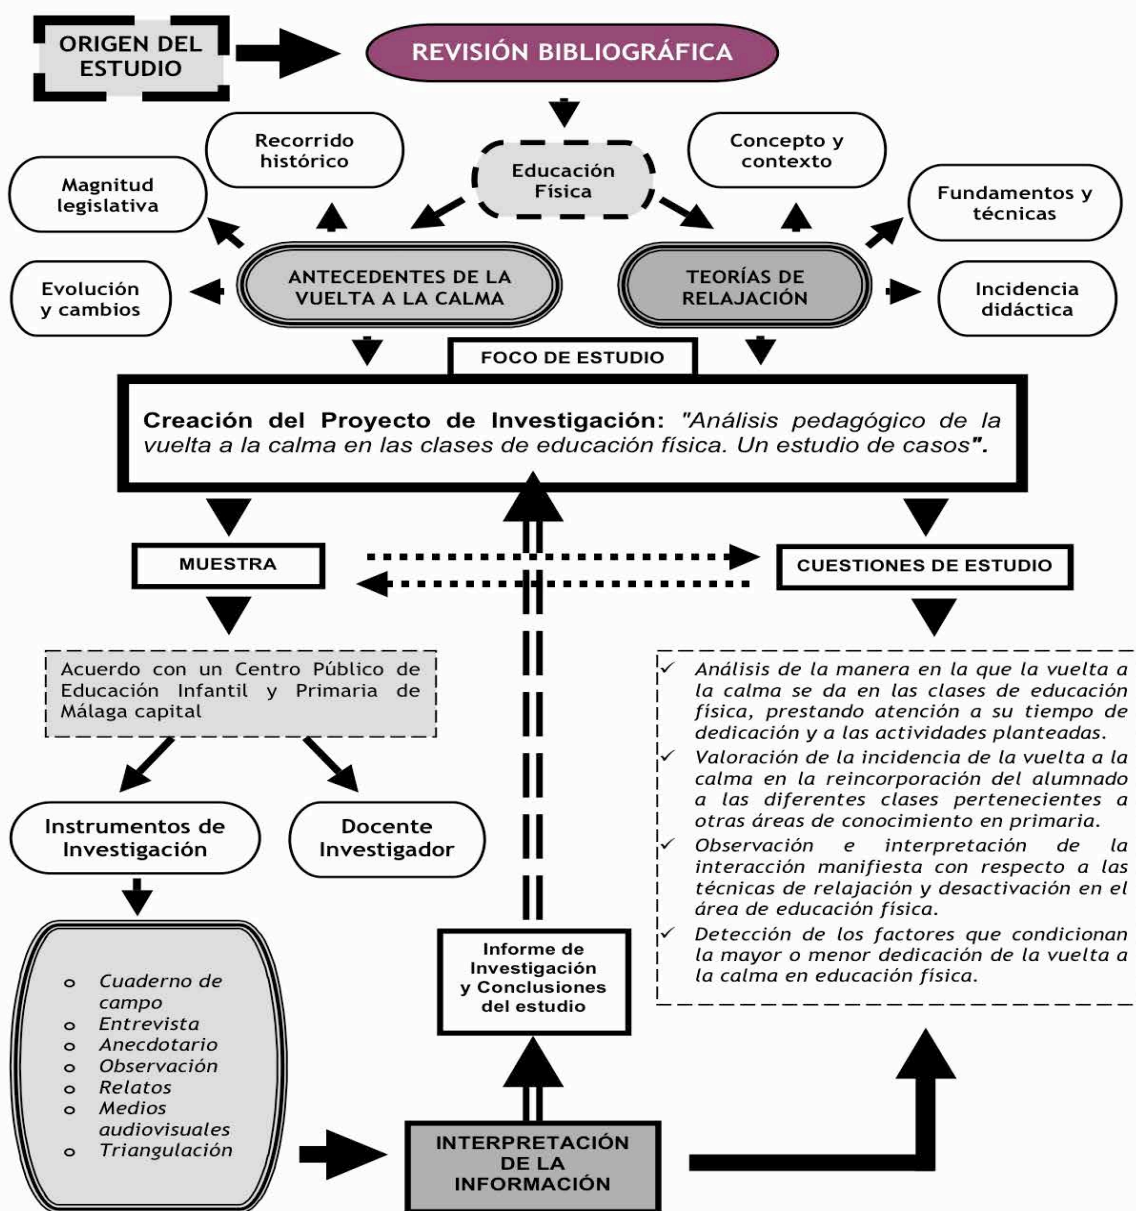 ORIGEN DEL
ESTUDIO
REVISIÓN BIBLIOGRÁFICA
Recorrido
histórico
Educación
Física
Concepto y
contexto
Magnitud
legislativa
Fundamentos y
técnicas
ANTECEDENTES DE LA
VUELTA A LA CALMA
TEORÍAS DE
RELAJACIÓN
Evolución
y cambios
Incidencia
didáctica
FOCO DE ESTUDIO
Creación del Proyecto de Investigación: "Análisis pedagógico de la
vuelta a la calma en las clases de educación física. Un estudio de casos".
MUESTRA
CUESTIONES DE ESTUDIO
Acuerdo con un Centro Público de
Educación Infantil y Primaria de
Málaga capital
✓ Análisis de la manera en la que la vuelta a
la calma se da en las clases de educación
física, prestando atención a su tiempo de
dedicación y a las actividades planteadas.
✓ Valoración de la incidencia de la vuelta a la
calma en la reincorporación del alumnado
a las diferentes clases pertenecientes a
otras áreas de conocimiento en primaria.
✓ Observación e interpretación de la
interacción manifiesta con respecto a las
técnicas de relajación y desactivación en el
área de educación física.
✓ Detección de los factores que condicionan
la mayor o menor dedicación de la vuelta a
la calma en educación física.
Instrumentos de
Investigación
Docente
Investigador
o Cuaderno de
campo
o Entrevista
o Anecdotario
o Observación
o Relatos
o Medios
audiovisuales
o Triangulación
Informe de
Investigación
y Conclusiones
del estudio
INTERPRETACIÓN
DE LA
INFORMACIÓN